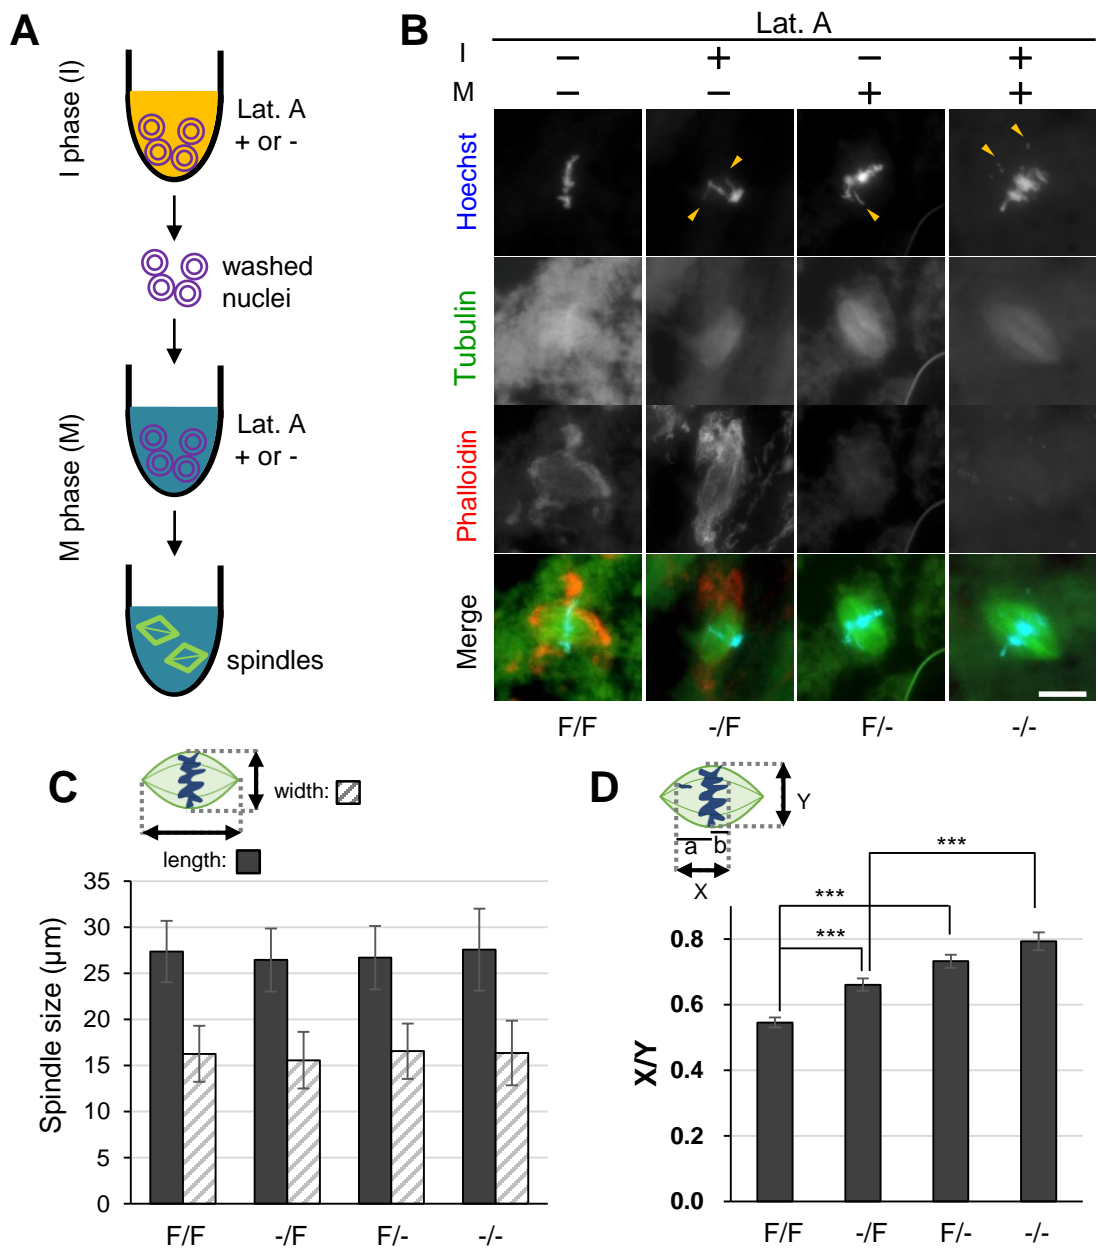 A
I phase (I)
Lat. A
+ or -
washed
nuclei
M phase (M)
Lat. A
+ or -
spindles
B
Lat. A
I − + − +
M − − + +
Hoechst
Tubulin
Phalloidin
Merge
F/F -/F F/- -/-
C
width:
length:
Spindle size (μm)
35
30
25
20
15
10
5
0
F/F -/F F/- -/-
D
Y
a b
X
***
***
***
X/Y
0.8
0.6
0.4
0.2
0.0
F/F -/F F/- -/-